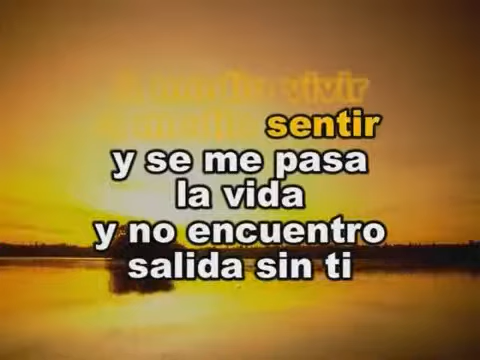 A medio vivir
a medio sentir
y se me pasa
la vida
y no encuentro
salida sin ti